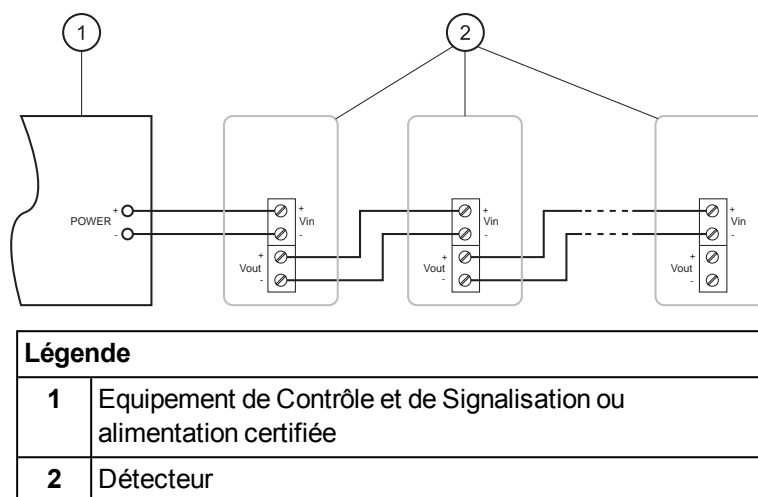 1
2
+
POWER
-
+
Vin
-
+
Vout
-
+
Vin
-
+
Vout
-
+
Vin
-
+
Vout
-
Légende
1 Equipement de Contrôle et de Signalisation ou
alimentation certifiée
2 Détecteur